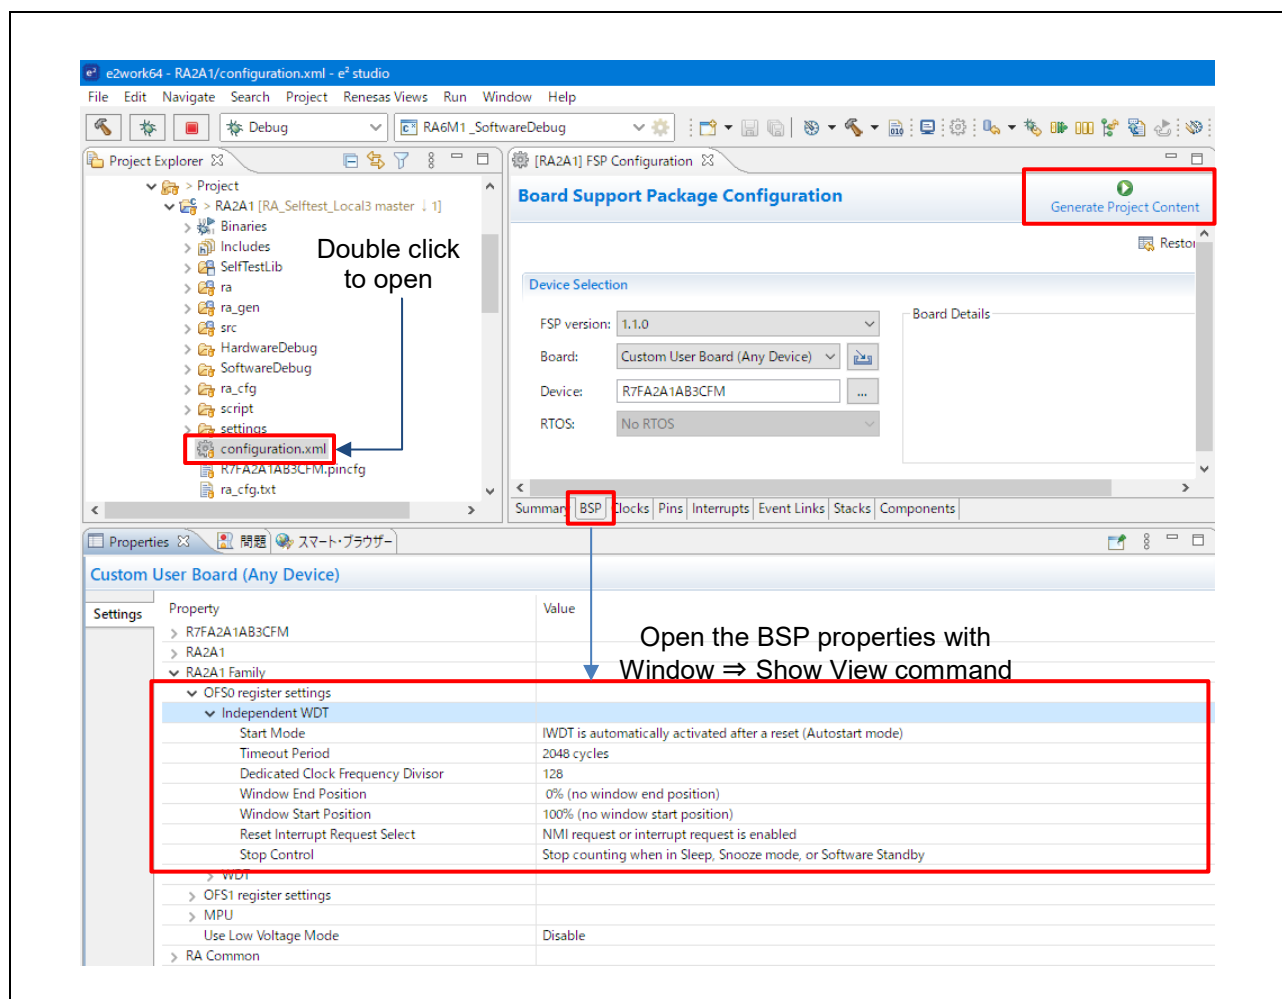 e2work64 - RA2A1/configuration.xml - e² studio
File Edit Navigate Search Project Renesas Views Run Window Help
Debug
RA6M1_SoftwareDebug
Project Explorer
> Project
> RA2A1 [RA_Selftest_Local3 master ↓ 1]
Binaries
Includes
SelfTestLib
ra
ra_gen
src
HardwareDebug
SoftwareDebug
ra_cfg
script
settings
configuration.xml
R7FA2A1AB3CFM.pincfg
ra_cfg.txt
Double click
to open
[RA2A1] FSP Configuration
Board Support Package Configuration
Generate Project Content
Restor
Device Selection
FSP version: 1.1.0
Board: Custom User Board (Any Device)
Device: R7FA2A1AB3CFM ...
RTOS: No RTOS
Board Details
Summary BSP Clocks Pins Interrupts Event Links Stacks Components
Properties 問題 スマート・ブラウザー
Custom User Board (Any Device)
Settings
Property Value
R7FA2A1AB3CFM
RA2A1
RA2A1 Family
Open the BSP properties with
Window ⇒ Show View command
OFS0 register settings
Independent WDT
Start Mode IWDT is automatically activated after a reset (Autostart mode)
Timeout Period 2048 cycles
Dedicated Clock Frequency Divisor 128
Window End Position 0% (no window end position)
Window Start Position 100% (no window start position)
Reset Interrupt Request Select NMI request or interrupt request is enabled
Stop Control Stop counting when in Sleep, Snooze mode, or Software Standby
WDT
OFS1 register settings
MPU
Use Low Voltage Mode Disable
RA Common